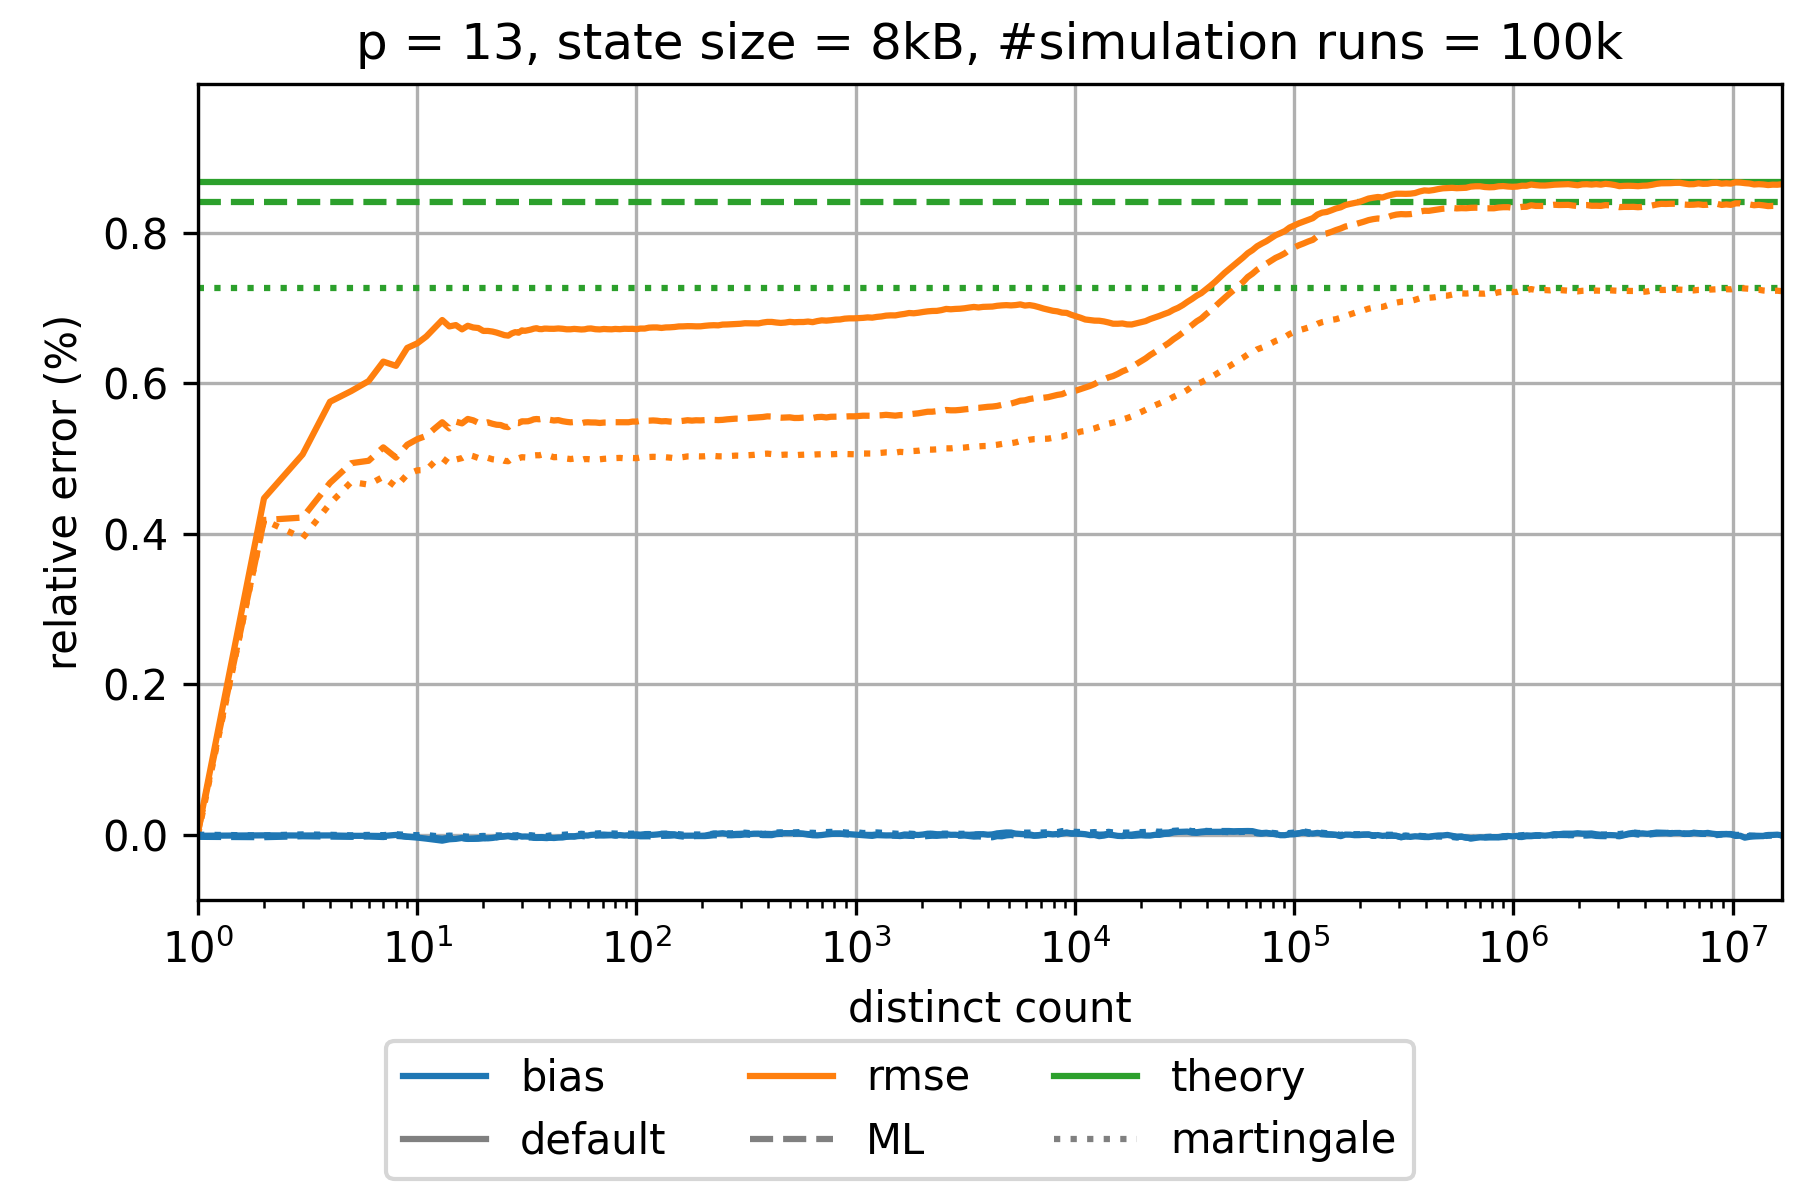 p = 13, state size = 8kB, #simulation runs = 100k
relative error (%)
0.8
0.6
0.4
0.2
0.0
10⁰ 10¹ 10² 10³ 10⁴ 10⁵ 10⁶ 10⁷
distinct count
bias rmse theory
default ML martingale